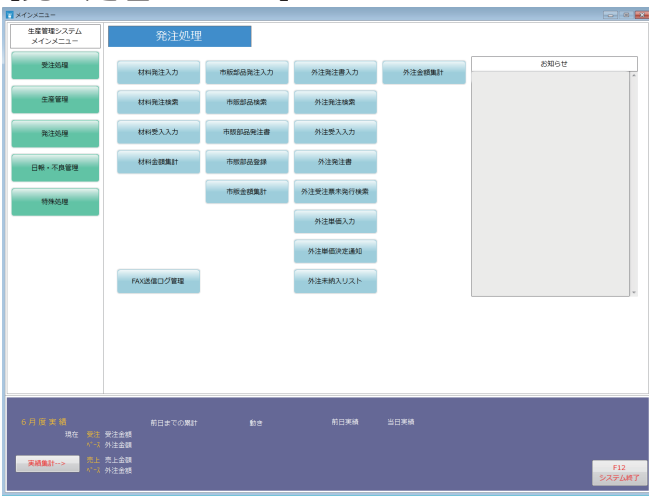 メインメニュー
生産管理システム
メインメニュー
発注処理
受注処理
生産管理
発注処理
日報・不良管理
特殊処理
材料発注入力
市販部品発注入力
外注発注書入力
外注金額集計
材料発注検索
市販部品検索
外注発注検索
材料受入入力
市販部品発注書
外注受入入力
材料金額集計
市販部品登録
外注発注書
市販金額集計
外注受注票未発行検索
外注単価入力
外注単価決定通知
FAX送信ログ管理
外注未納入リスト
お知らせ
6月度実績
前日までの累計
動き
前日実績
当日実績
現在
受注
受注金額
ベース
外注金額
実績集計-->
売上
売上金額
ベース
外注金額
F12
システム終了